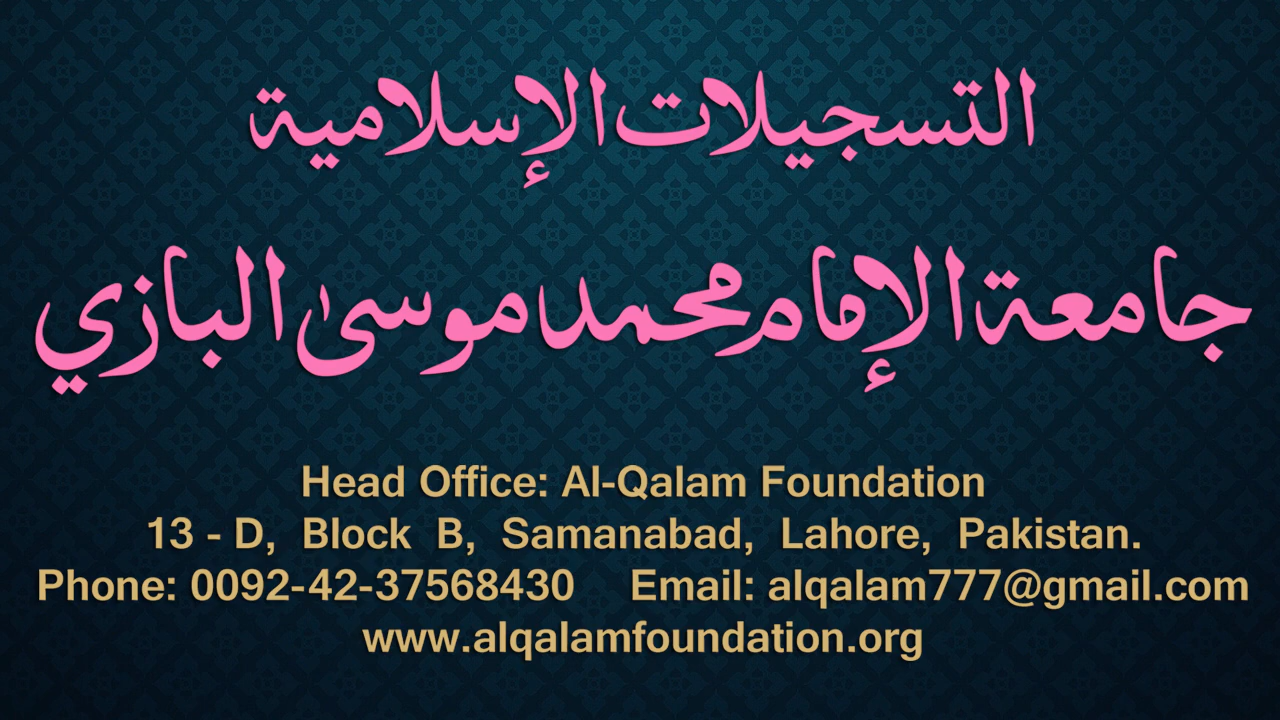 التسجيلات الإسلامية
جامعة الإمام محمد موسىٰ البازي
Head Office: Al-Qalam Foundation
13 - D, Block B, Samanabad, Lahore, Pakistan.
Phone: 0092-42-37568430 Email: alqalam777@gmail.com
www.alqalamfoundation.org